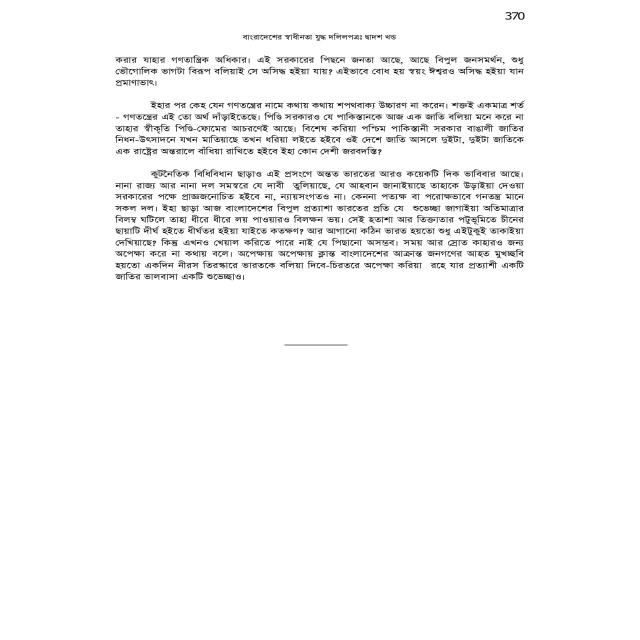 370
বাংলাদেশের স্বাধীনতা যুদ্ধ দলিলপত্রঃ দ্বাদশ খন্ড
করার যাহার গণতান্ত্রিক অধিকার। এই সরকারের পিছনে জনতা আছে, আছে বিপুল জনসমর্থন, শুধু
ভৌগোলিক ভাগটা বিরূপ বলিয়াই সে অসিদ্ধ হইয়া যায়? এইভাবে বোধ হয় স্বয়ং ঈশ্বরও অসিদ্ধ হইয়া যান
প্রমাণাভাৎ।
ইহার পর কেহ যেন গণতন্ত্রের নামে কথায় কথায় শপথবাক্য উচ্চারণ না করেন। শক্তই একমাত্র শর্ত
- গণতন্ত্রের এই তো অর্থ দাঁড়াইতেছে। পিণ্ডি সরকারও যে পাকিস্তানকে আজ এক জাতি বলিয়া মনে করে না
তাহার স্বীকৃতি পিণ্ডি-ফৌমের আচরণেই আছে। বিশেষ করিয়া পশ্চিম পাকিস্তানী সরকার বাঙালী জাতির
নিধন-উৎসাদনে যখন মাতিয়াছে তখন ধরিয়া লইতে হইবে ওই দেশে জাতি আসলে দুইটা, দুইটা জাতিকে
এক রাষ্ট্রের অন্তরালে বাঁধিয়া রাখিতে হইবে ইহা কোন দেশী জবরদস্তি?
কূটনৈতিক বিধিবিধান ছাড়াও এই প্রসংগে অন্তত ভারতের আরও কয়েকটি দিক ভাবিবার আছে।
নানা রাজ্য আর নানা দল সমস্বরে যে দাবী তুলিয়াছে, যে আহবান জানাইয়াছে তাহাকে উড়াইয়া দেওয়া
সরকারের পক্ষে প্রাজ্ঞজনোচিত হইবে না, ন্যায়সংগতও না। কেননা পত্যক্ষ বা পরোক্ষভাবে গনতন্ত্র মানে
সকল দল। ইহা ছাড়া আজ বাংলাদেশের বিপুল প্রত্যাশা ভারতের প্রতি যে শুভেচ্ছা জাগাইয়া অতিমাত্রার
বিলম্ব ঘটিলে তাহা ধীরে ধীরে লয় পাওয়ারও বিলক্ষন ভয়। সেই হতাশা আর তিক্ততার পটভূমিতে চীনের
ছায়াটি দীর্ঘ হইতে দীর্ঘতর হইয়া যাইতে কতক্ষণ? আর আগানো কঠিন ভারত হয়তো শুধু এইটুকুই তাকাইয়া
দেখিয়াছে? কিন্তু এখনও খেয়াল করিতে পারে নাই যে পিছানো অসম্ভব। সময় আর স্রোত কাহারও জন্য
অপেক্ষা করে না কথায় বলে। অপেক্ষায় অপেক্ষায় ক্লান্ত বাংলাদেশের আক্রান্ত জনগণের আহত মুখচ্ছবি
হয়তো একদিন নীরস তিরস্কারে ভারতকে বলিয়া দিবে-চিরতরে অপেক্ষা করিয়া রহে যার প্রত্যাশী একটি
জাতির ভালবাসা একটি শুভেচ্ছাও।